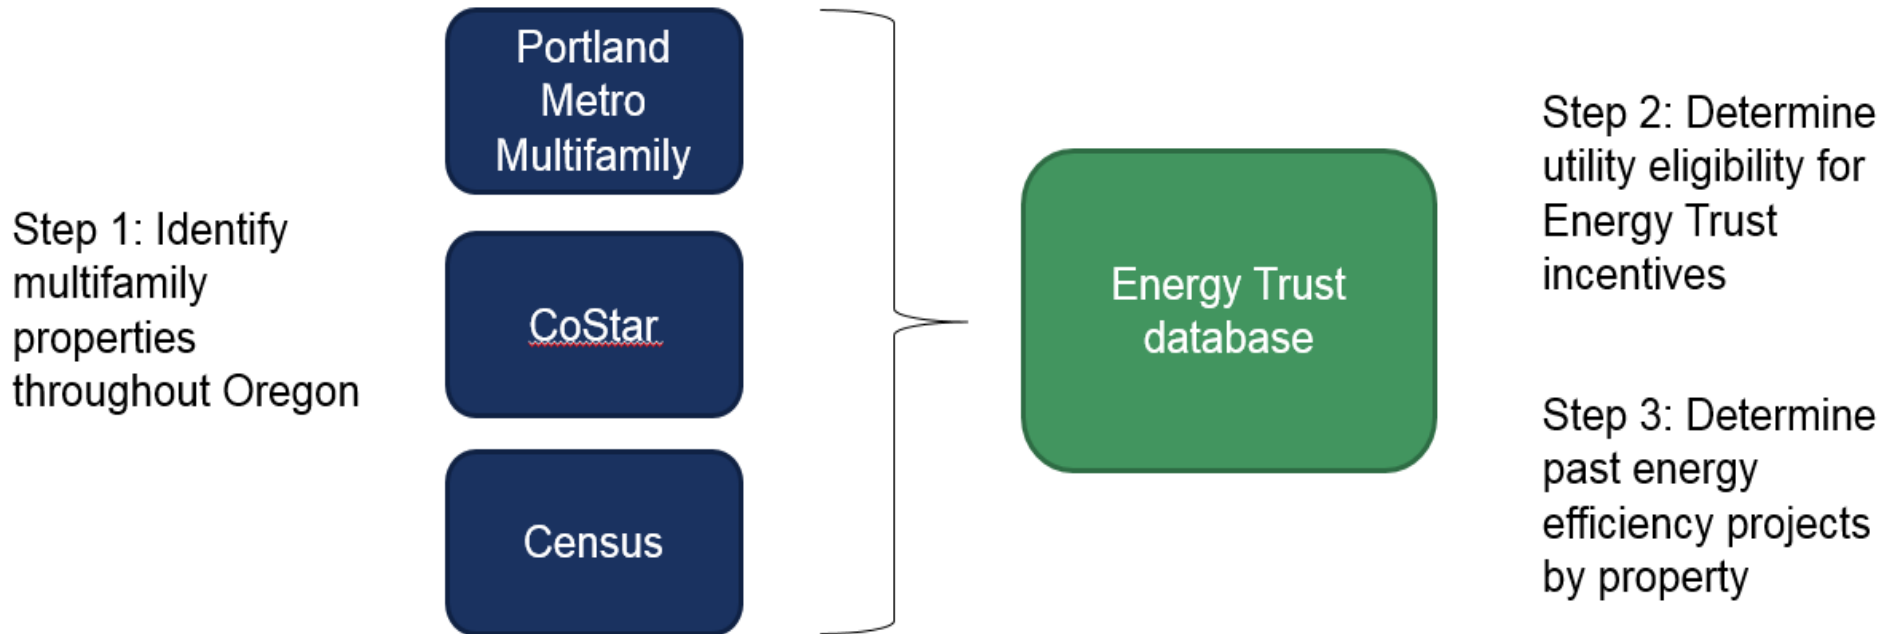 Step 1: Identify
multifamily
properties
throughout Oregon
Portland
Metro
Multifamily
CoStar
Census
Energy Trust
database
Step 2: Determine
utility eligibility for
Energy Trust
incentives
Step 3: Determine
past energy
efficiency projects
by property